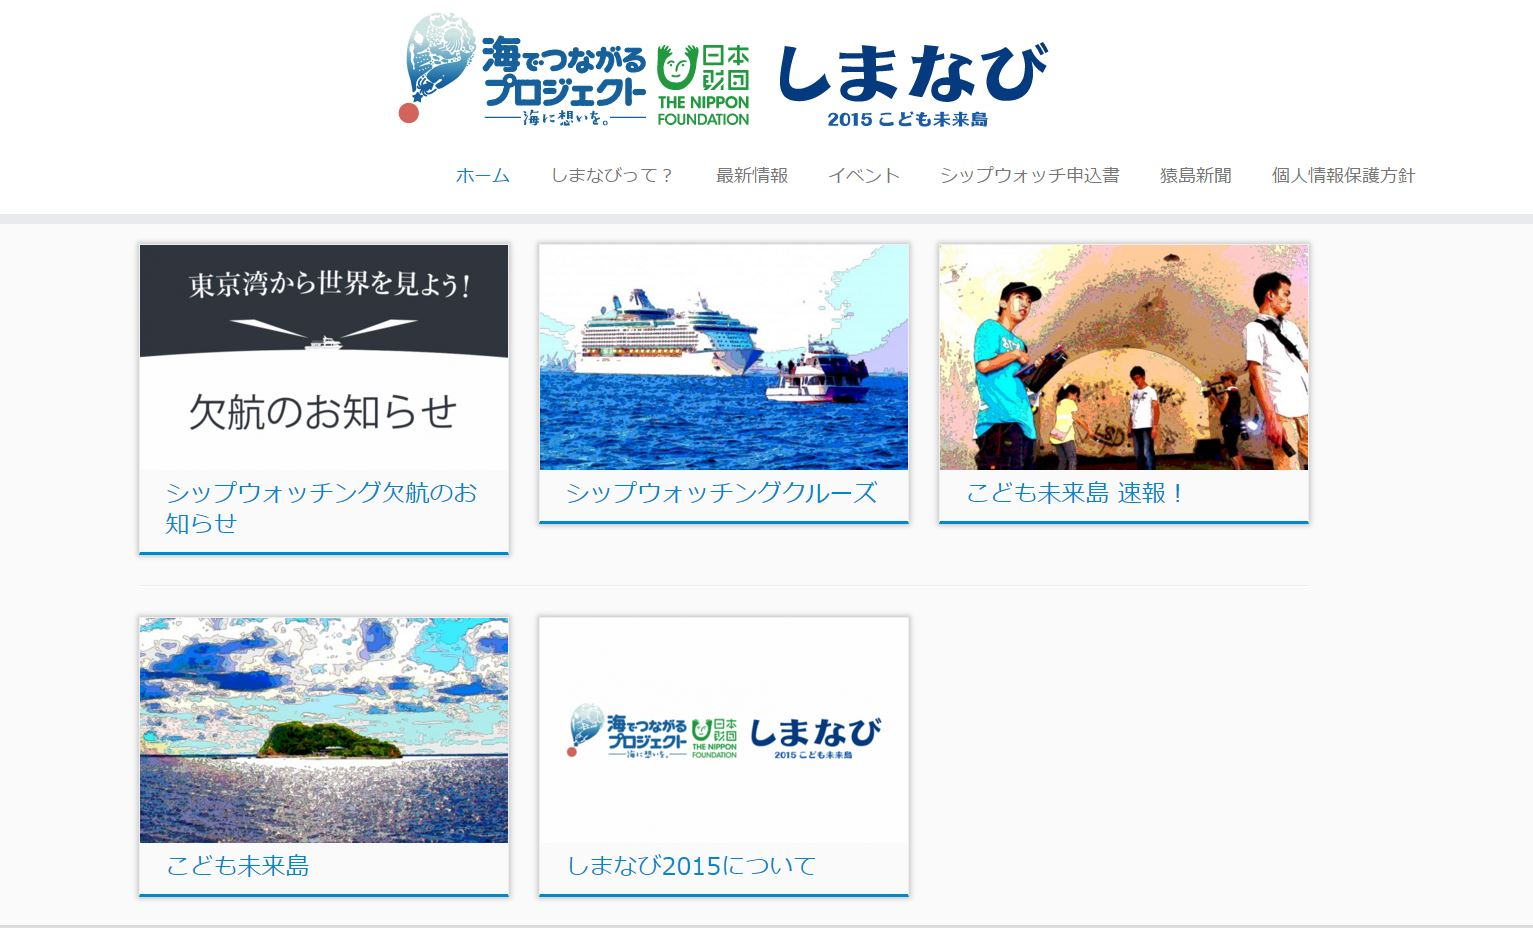 海でつながる
プロジェクト
海に想いを。
日本
財団
THE NIPPON
FOUNDATION
しまなび
2015 こども未来島
ホーム しまなびって？ 最新情報 イベント シップウォッチ申込書 猿島新聞 個人情報保護方針
東京湾から世界を見よう!
欠航のお知らせ
シップウォッチング欠航のお
知らせ
シップウォッチングクルーズ
こども未来島 速報！
こども未来島
海でつながる
プロジェクト
海に想いを。
日本
財団
THE NIPPON
FOUNDATION
しまなび
2015 こども未来島
しまなび2015について